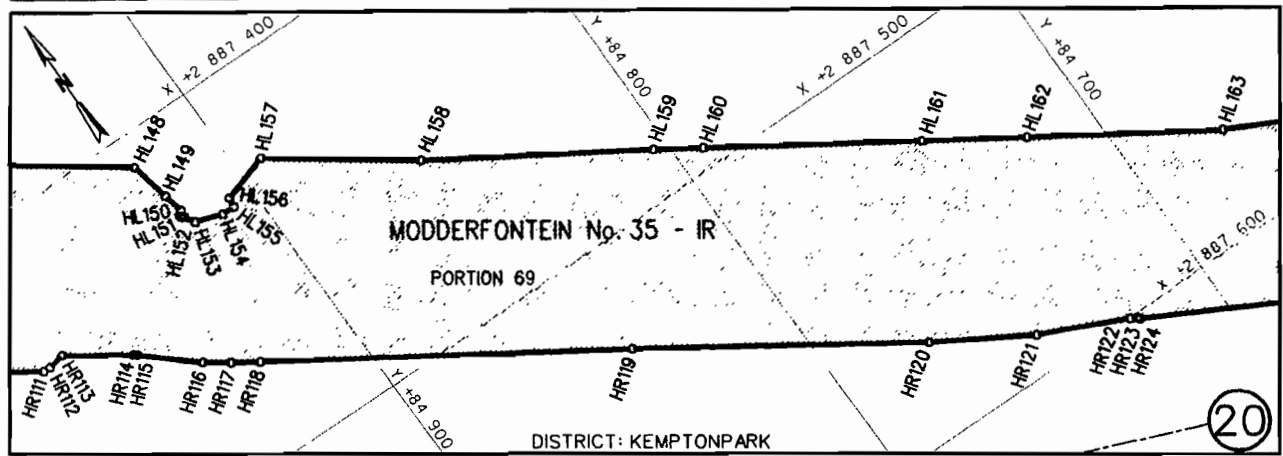 X +2 887 400
Y +84 800
X +2 887 500
Y +84 700
N
HL148
HL149
HL150
HL151
HL152
HL153
HL154
HL155
HL156
HL157
HL158
HL159
HL160
HL161
HL162
HL163
MODDERFONTEIN No. 35 - IR
PORTION 69
X +2 887 600
HR111
HR112
HR113
HR114
HR115
HR116
HR117
HR118
HR119
HR120
HR121
HR122
HR123
HR124
Y +84 900
DISTRICT: KEMPTONPARK
20